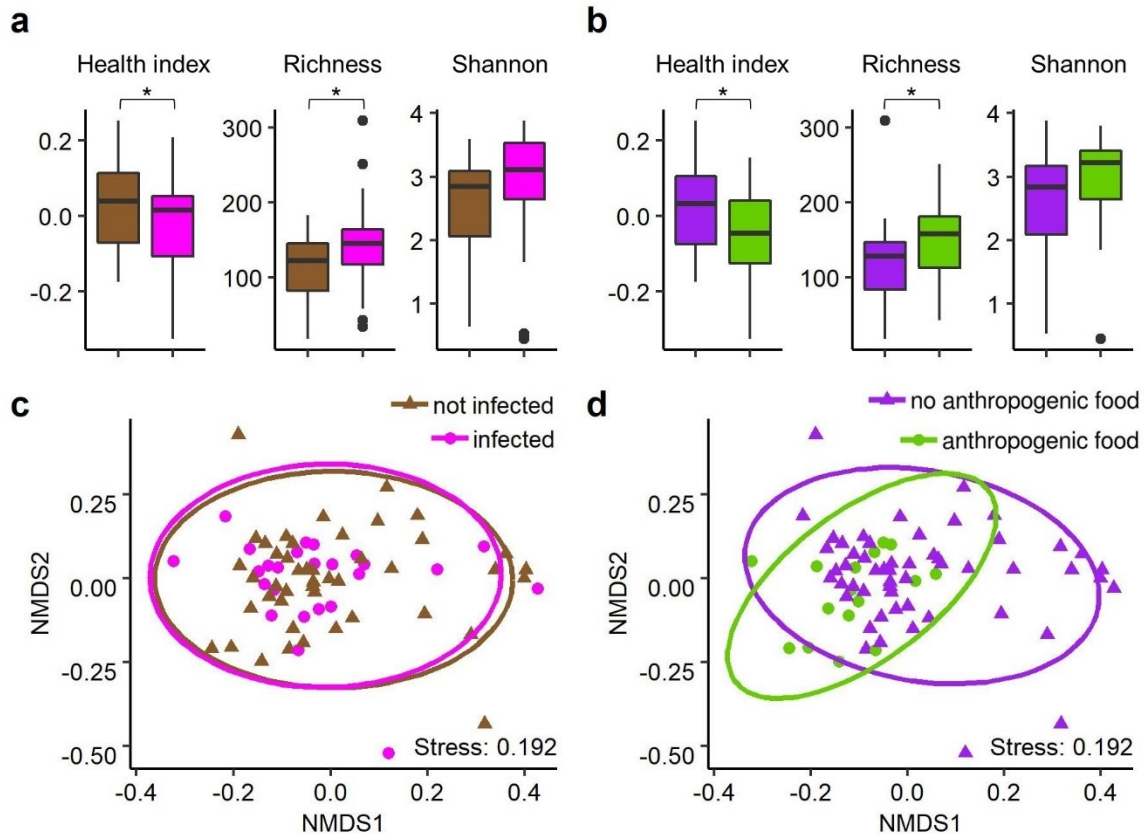 a
Health index
*
0.2
0.0
-0.2
Richness
*
300
200
100
Shannon
4
3
2
1
b
Health index
*
0.2
0.0
-0.2
Richness
*
300
200
100
Shannon
4
3
2
1
c
not infected
infected
0.25
0.00
-0.25
-0.50
NMDS2
Stress: 0.192
-0.4 -0.2 0.0 0.2 0.4
NMDS1
d
no anthropogenic food
anthropogenic food
0.25
0.00
-0.25
-0.50
NMDS2
Stress: 0.192
-0.4 -0.2 0.0 0.2 0.4
NMDS1